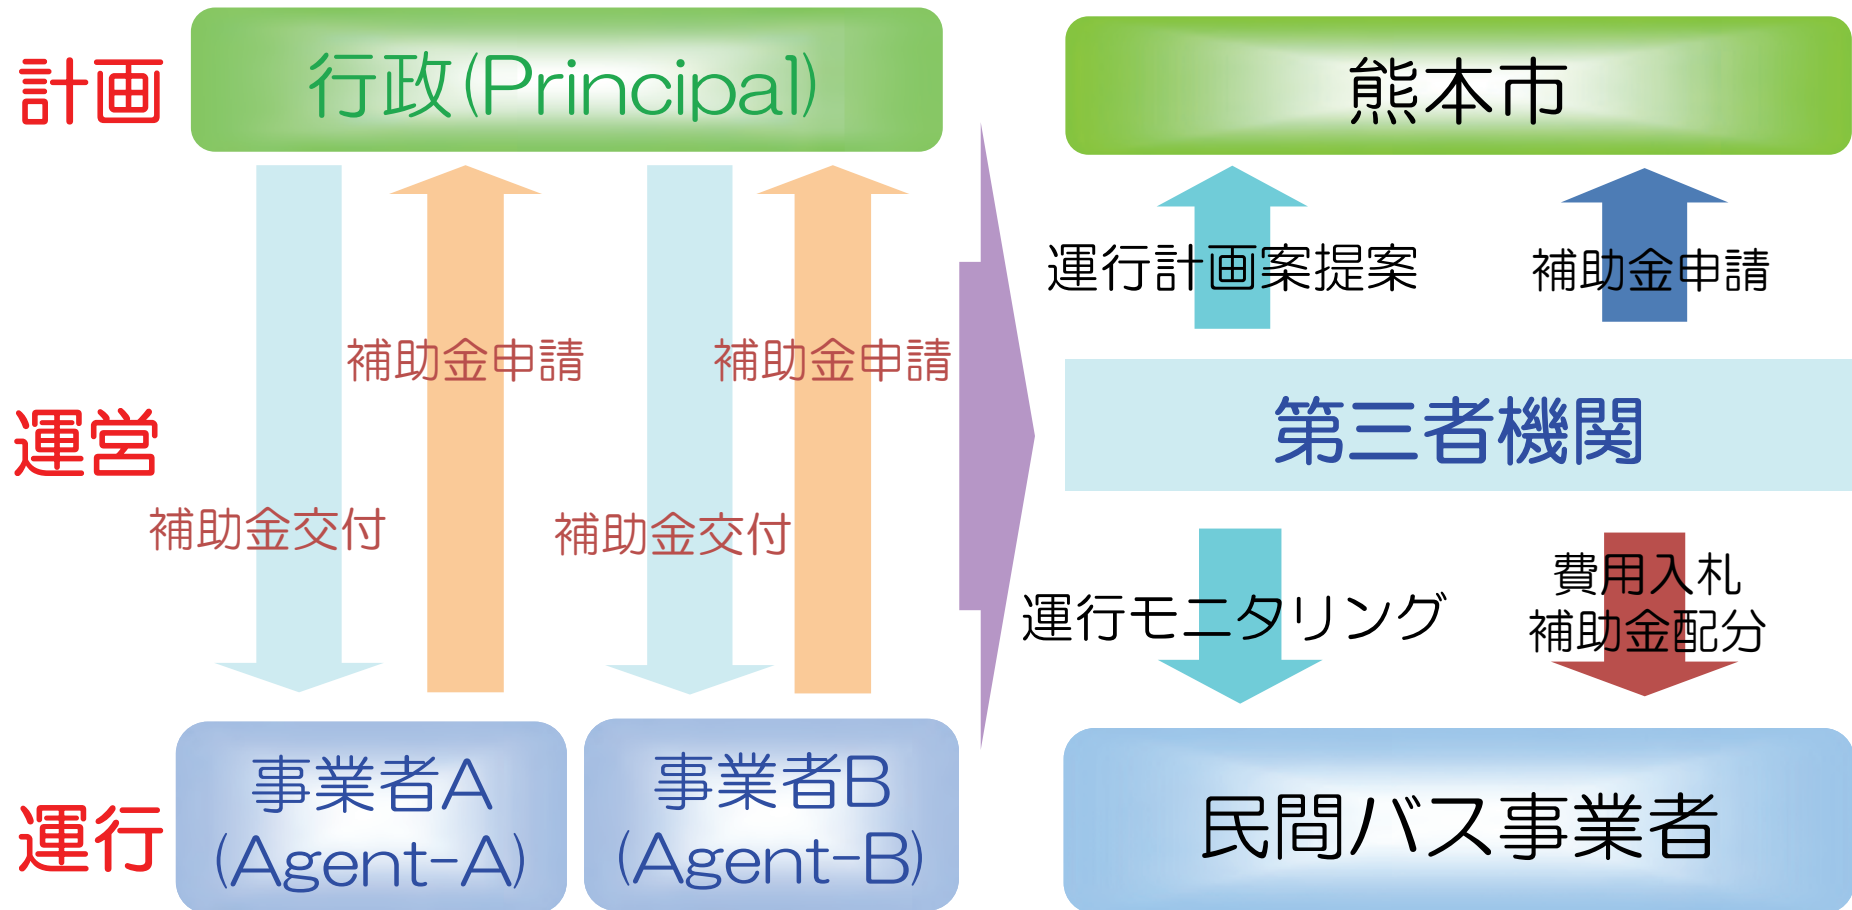 計画
行政(Principal)
熊本市
運行計画案提案
補助金申請
補助金申請
補助金申請
運営
第三者機関
補助金交付
補助金交付
運行モニタリング
費用入札
補助金配分
運行
事業者A
(Agent-A)
事業者B
(Agent-B)
民間バス事業者